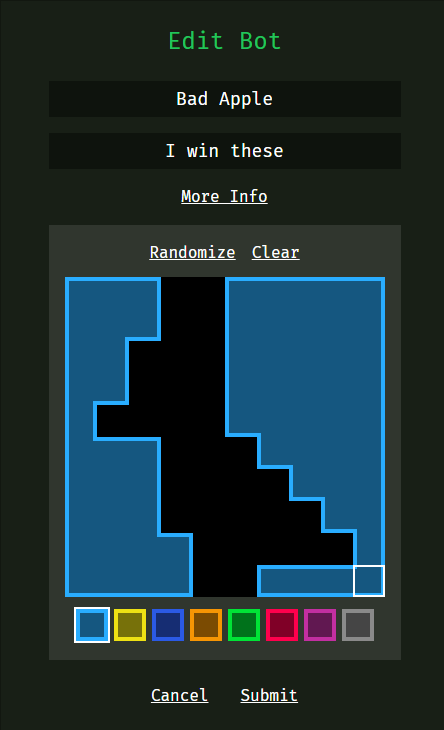 Edit Bot
Bad Apple
I win these
More Info
Randomize Clear
Cancel Submit